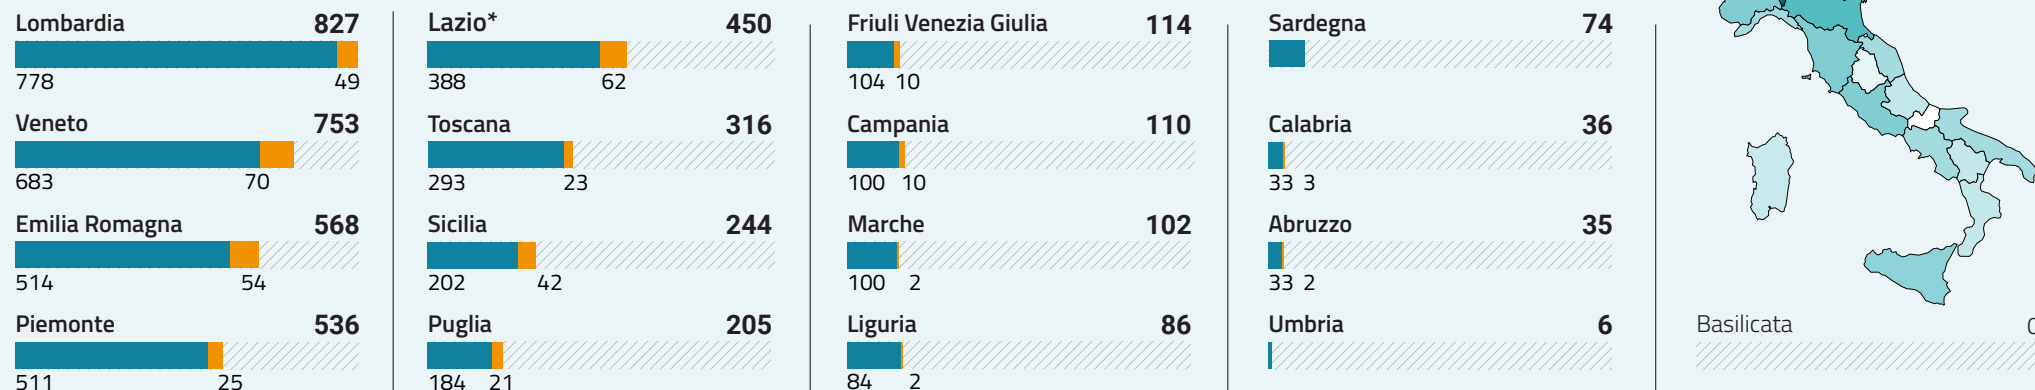 Lombardia 827
778 49
Veneto 753
683 70
Emilia Romagna 568
514 54
Piemonte 536
511 25
Lazio* 450
388 62
Toscana 316
293 23
Sicilia 244
202 42
Puglia 205
184 21
Friuli Venezia Giulia 114
104 10
Campania 110
100 10
Marche 102
100 2
Liguria 86
84 2
Sardegna 74
Calabria 36
33 3
Abruzzo 35
33 2
Umbria 6
Basilicata